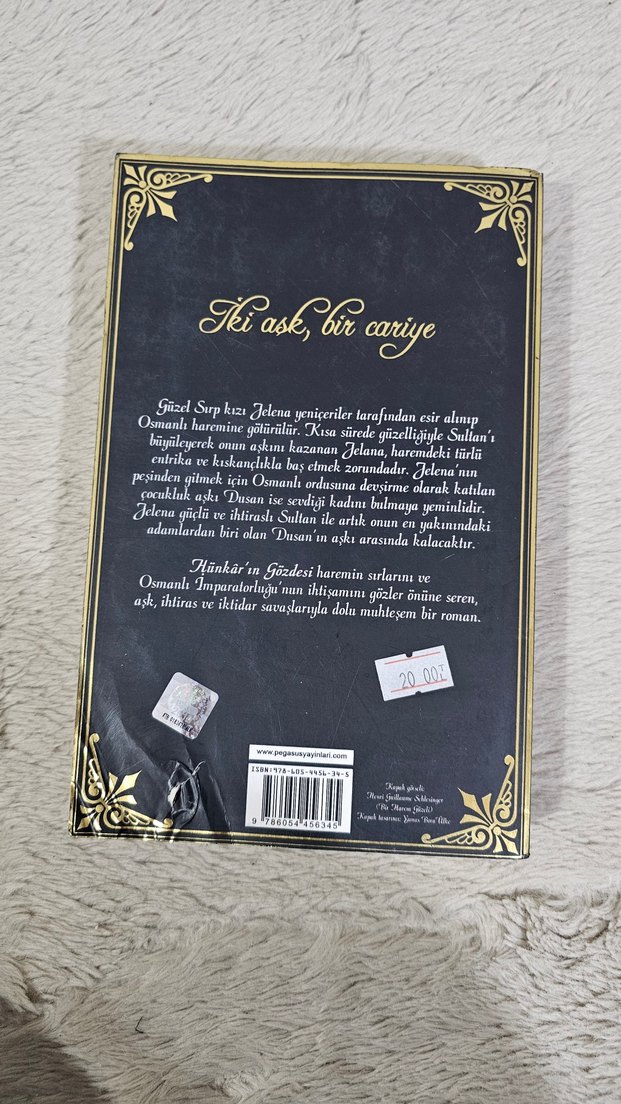 İki aşk, bir cariye
Güzel Sırp kızı Jelena yeniçeriler tarafından esir alınıp
Osmanlı haremine götürülür. Kısa sürede güzelliğiyle Sultan'ı
büyüleyerek onun aşkını kazanan Jelana, haremdeki türlü
entrika ve kıskançlıkla baş etmek zorundadır. Jelena'nın
peşinden gitmek için Osmanlı ordusuna devşirme olarak katılan
çocukluk aşkı Dusan ise sevdiği kadını bulmaya yeminlidir.
Jelena güçlü ve ihtiraslı Sultan ile artık onun en yakınındaki
adamlardan biri olan Dusan'ın aşkı arasında kalacaktır.
Hünkâr'ın Gözdesi haremin sırlarını ve
Osmanlı İmparatorluğu'nun ihtişamını gözler önüne seren,
aşk, ihtiras ve iktidar savaşlarıyla dolu muhteşem bir roman.
20.00 TL
www.pegasusyayinlari.com
ISBN:978-605-4456-34-5
9 786054 456345
Kapak görseli:
Henri Guillaume Schlesinger
(Bir Harem Güzeli)
Kapak tasarımı: Yunus Bora Ülke